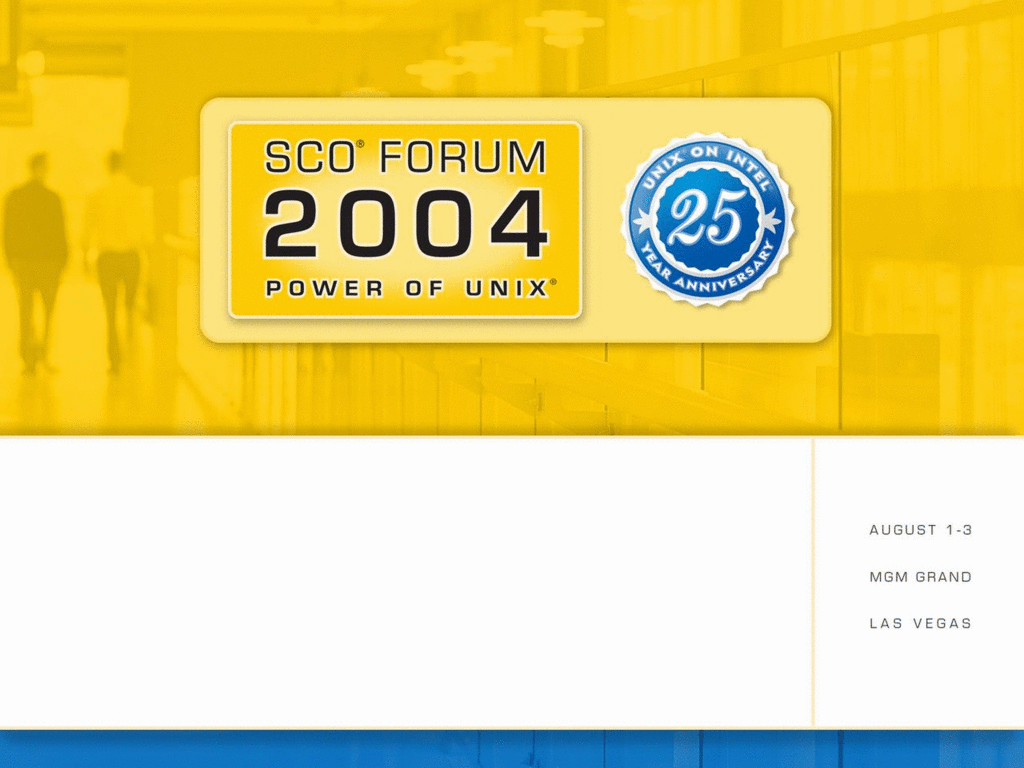 SCO® FORUM
2004
POWER OF UNIX®
UNIX® ON INTEL®
25
YEAR ANNIVERSARY
AUGUST 1-3
MGM GRAND
LAS VEGAS